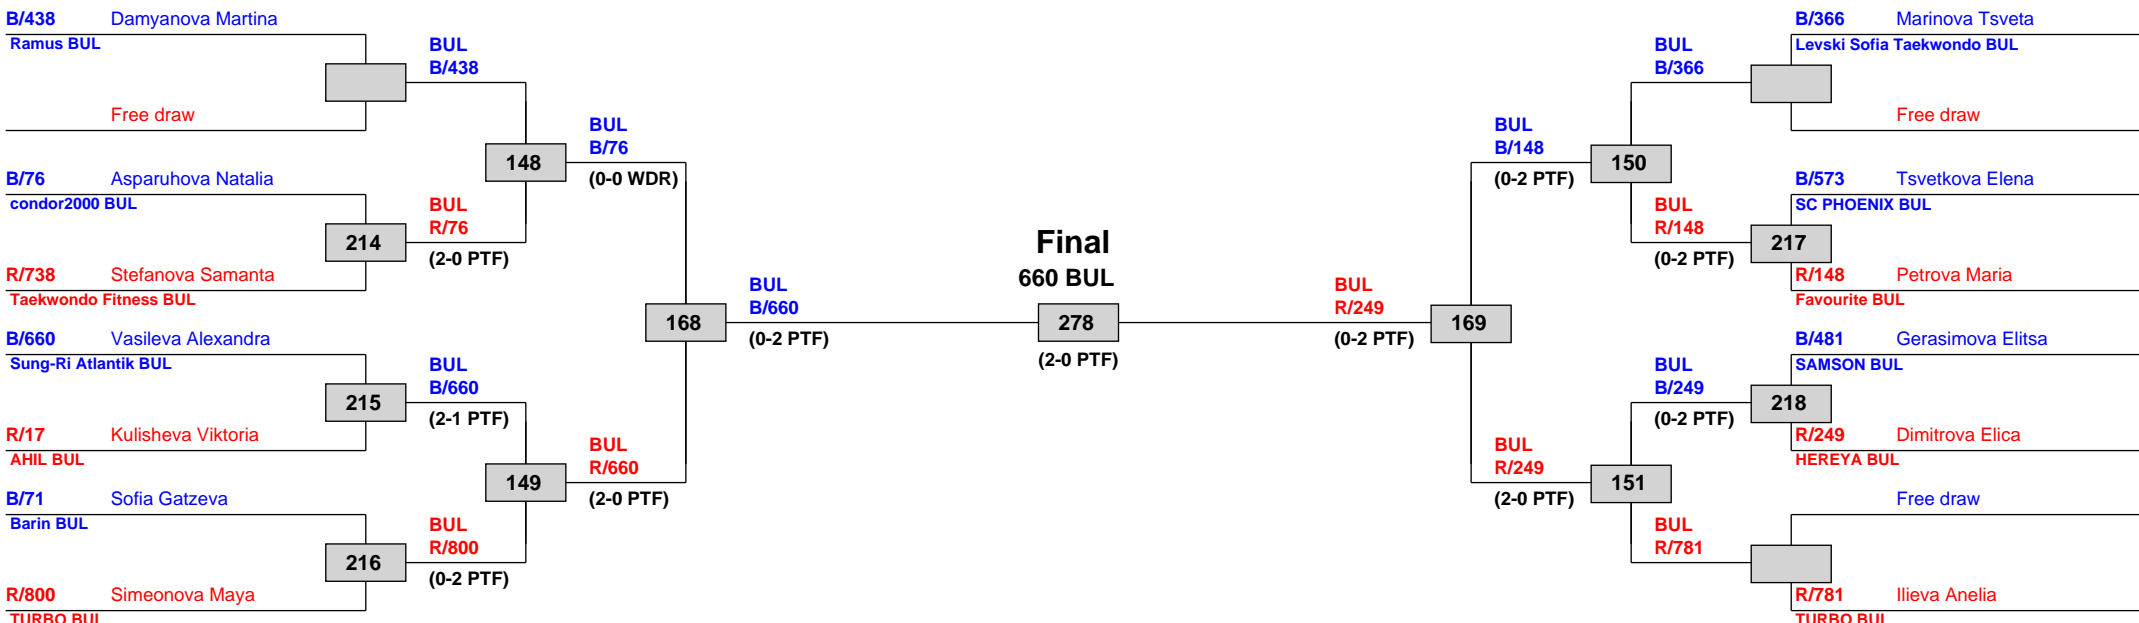 B/438 Damyanova Martina
Ramus BUL
Free draw
B/76 Asparuhova Natalia
condor2000 BUL
R/738 Stefanova Samanta
Taekwondo Fitness BUL
B/660 Vasileva Alexandra
Sung-Ri Atlantik BUL
R/17 Kulisheva Viktoria
AHIL BUL
B/71 Sofia Gatzeva
Barin BUL
R/800 Simeonova Maya
TURBO BUL
214
215
216
BUL
B/438
BUL
R/76
(2-0 PTF)
BUL
B/660
(2-1 PTF)
BUL
R/800
(0-2 PTF)
148
149
BUL
B/76
(0-0 WDR)
BUL
R/660
(2-0 PTF)
168
BUL
B/660
(0-2 PTF)
Final
660 BUL
278
(2-0 PTF)
BUL
R/249
(0-2 PTF)
169
BUL
B/148
(0-2 PTF)
BUL
R/249
(2-0 PTF)
150
151
BUL
B/366
BUL
R/148
(0-2 PTF)
BUL
B/249
(0-2 PTF)
BUL
R/781
217
218
B/366 Marinova Tsveta
Levski Sofia Taekwondo BUL
Free draw
B/573 Tsvetkova Elena
SC PHOENIX BUL
R/148 Petrova Maria
Favourite BUL
B/481 Gerasimova Elitsa
SAMSON BUL
R/249 Dimitrova Elica
HEREYA BUL
Free draw
R/781 Ilieva Anelia
TURBO BUL